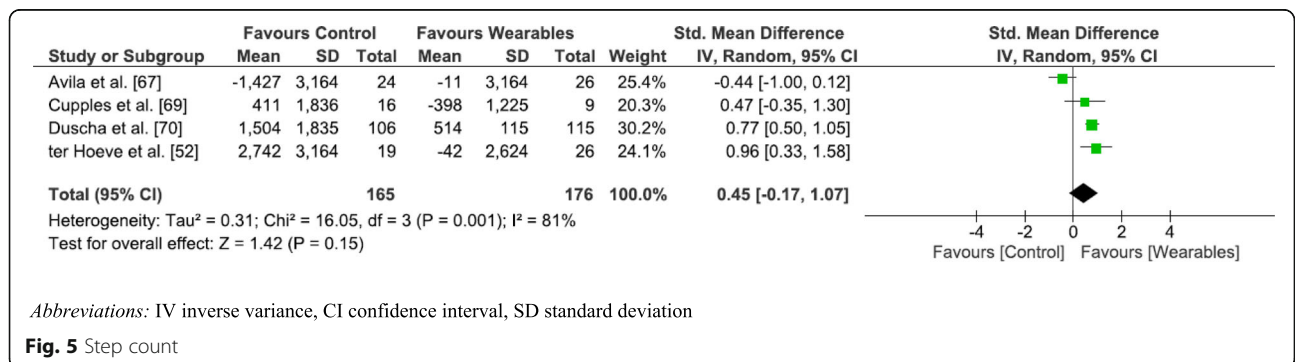 Favours Control Favours Wearables Std. Mean Difference Std. Mean Difference
Study or Subgroup Mean SD Total Mean SD Total Weight IV, Random, 95% CI IV, Random, 95% CI
Avila et al. [67] -1,427 3,164 24 -11 3,164 26 25.4% -0.44 [-1.00, 0.12]
Cupples et al. [69] 411 1,836 16 -398 1,225 9 20.3% 0.47 [-0.35, 1.30]
Duscha et al. [70] 1,504 1,835 106 514 115 115 30.2% 0.77 [0.50, 1.05]
ter Hoeve et al. [52] 2,742 3,164 19 -42 2,624 26 24.1% 0.96 [0.33, 1.58]
Total (95% CI) 165 176 100.0% 0.45 [-0.17, 1.07]
Heterogeneity: Tau² = 0.31; Chi² = 16.05, df = 3 (P = 0.001); I² = 81%
Test for overall effect: Z = 1.42 (P = 0.15)
-4 -2 0 2 4
Favours [Control] Favours [Wearables]
Abbreviations: IV inverse variance, CI confidence interval, SD standard deviation
Fig. 5 Step count